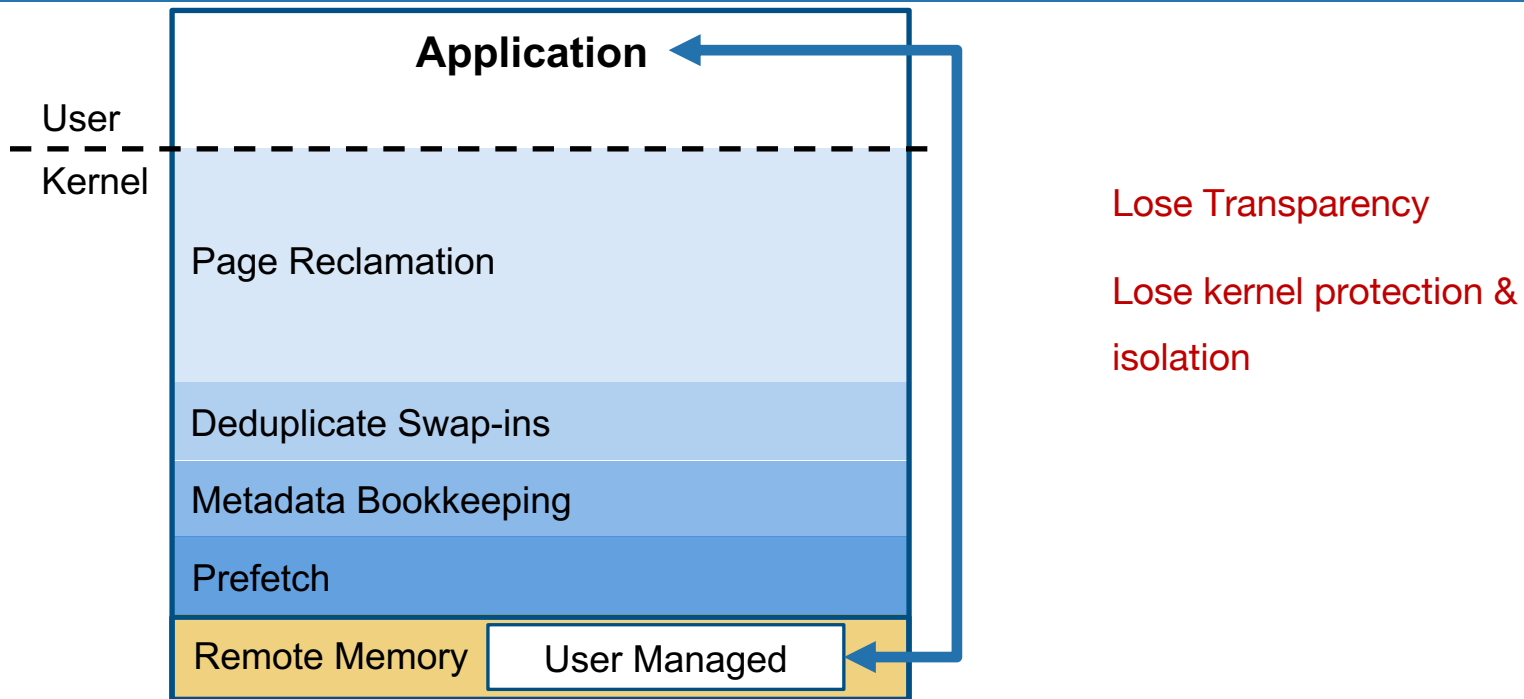 Application
User
Kernel
Page Reclamation
Deduplicate Swap-ins
Metadata Bookkeeping
Prefetch
Remote Memory
User Managed
Lose Transparency
Lose kernel protection &
isolation